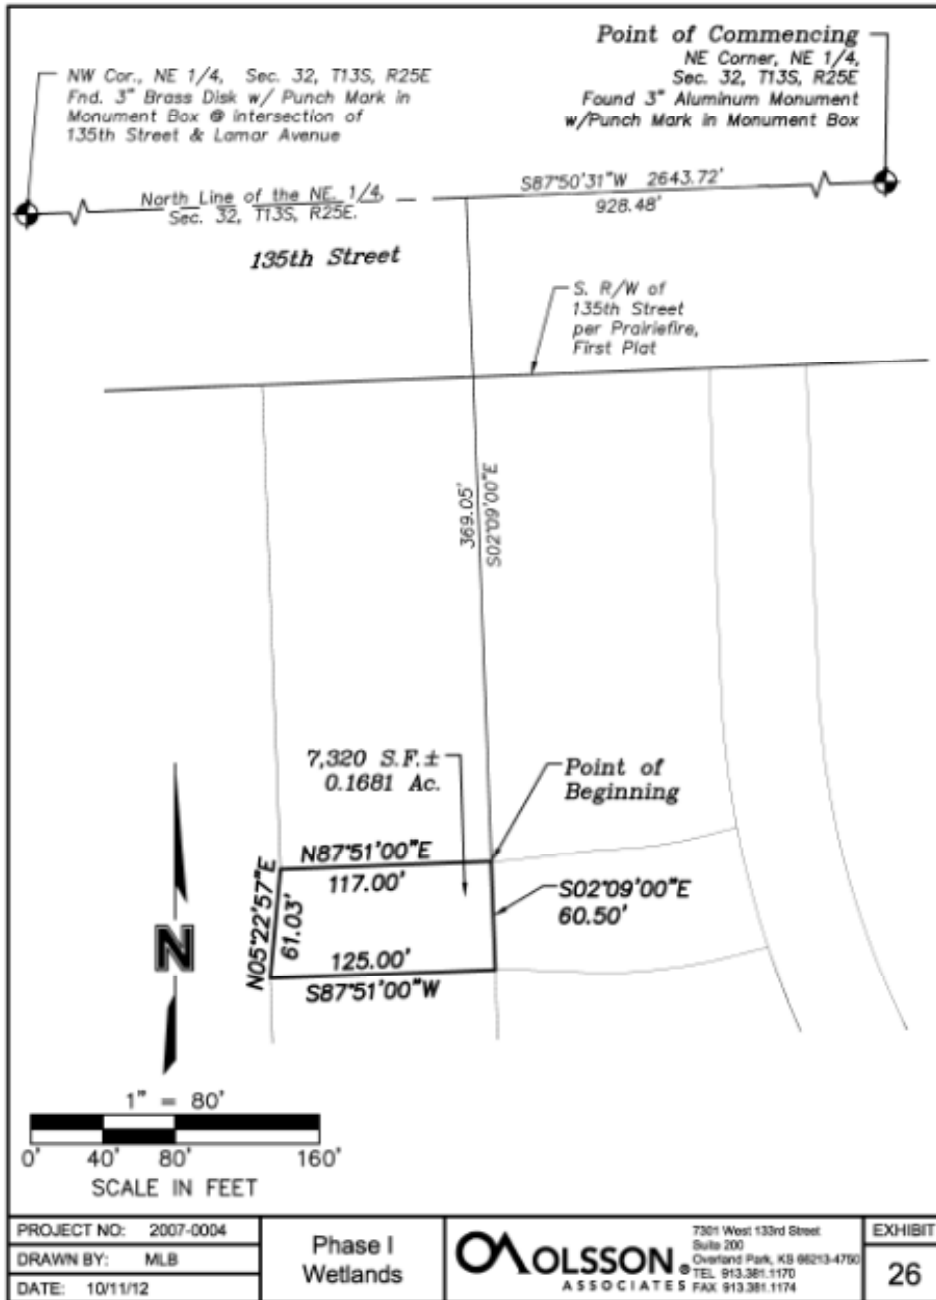 Point of Commencing
NE Corner, NE 1/4,
Sec. 32, T13S, R25E
Found 3" Aluminum Monument
w/Punch Mark in Monument Box
NW Cor., NE 1/4, Sec. 32, T13S, R25E
Fnd. 3" Brass Disk w/ Punch Mark in
Monument Box @ intersection of
135th Street & Lamar Avenue
S87°50'31"W 2643.72'
928.48'
North Line of the NE. 1/4,
Sec. 32, T13S, R25E.
135th Street
S. R/W of
135th Street
per Prairiefire,
First Plat
369.05'
S02°09'00"E
7,320 S.F.±
0.1681 Ac.
Point of
Beginning
N87°51'00"E
117.00'
S02°09'00"E
60.50'
N05°22'57"E
61.03'
125.00'
S87°51'00"W
N
1" = 80'
0' 40' 80' 160'
SCALE IN FEET
PROJECT NO: 2007-0004
DRAWN BY: MLB
DATE: 10/11/12
Phase I
Wetlands
OLSSON
ASSOCIATES
7301 West 133rd Street
Suite 200
Overland Park, KS 66213-4750
TEL 913.381.1170
FAX 913.381.1174
EXHIBIT
26